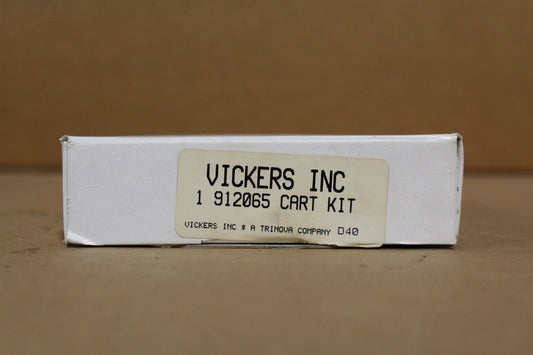 VICKERS INC
1 912065 CART KIT
VICKERS INC * A TRINOVA COMPANY D40